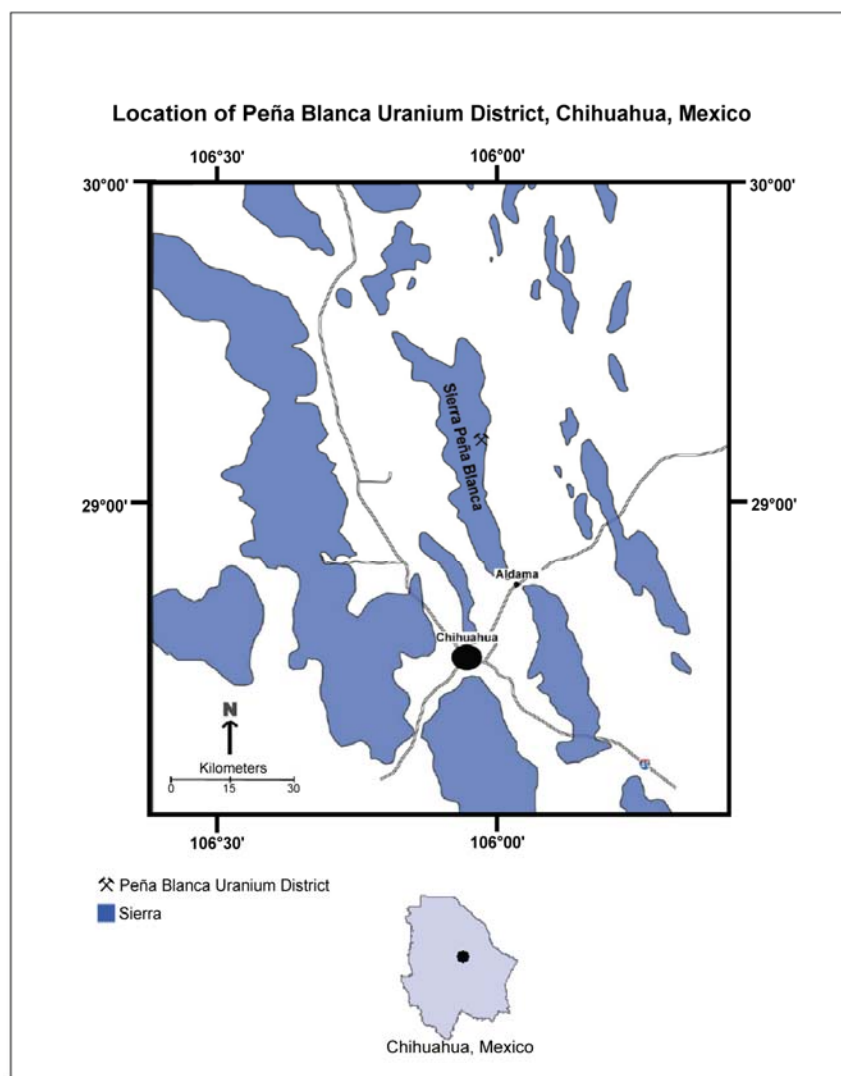 Location of Peña Blanca Uranium District, Chihuahua, Mexico
106°30' 106°00'
30°00' 30°00'
Sierra Peña Blanca
29°00' 29°00'
Aldama
Chihuahua
N
Kilometers
0 15 30
106°30' 106°00'
Peña Blanca Uranium District
Sierra
Chihuahua, Mexico